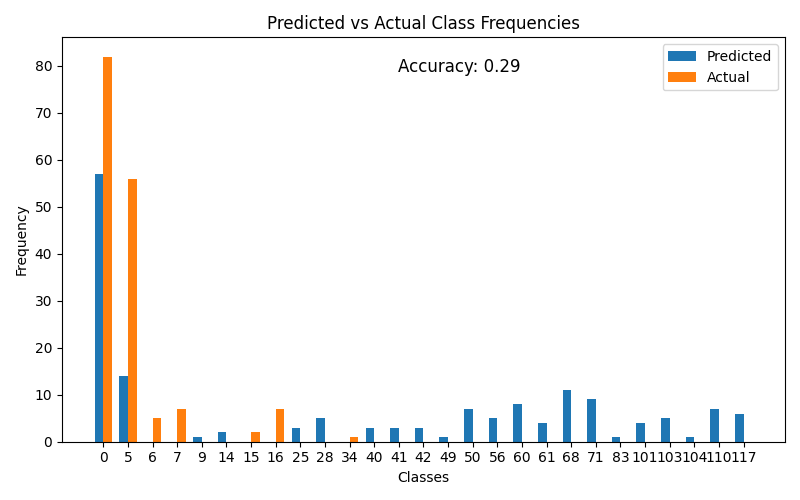 Predicted vs Actual Class Frequencies
Accuracy: 0.29
Predicted
Actual
Frequency
80
70
60
50
40
30
20
10
0
0 5 6 7 9 14 15 16 25 28 34 40 41 42 49 50 56 60 61 68 71 83 101 103 104 110 117
Classes